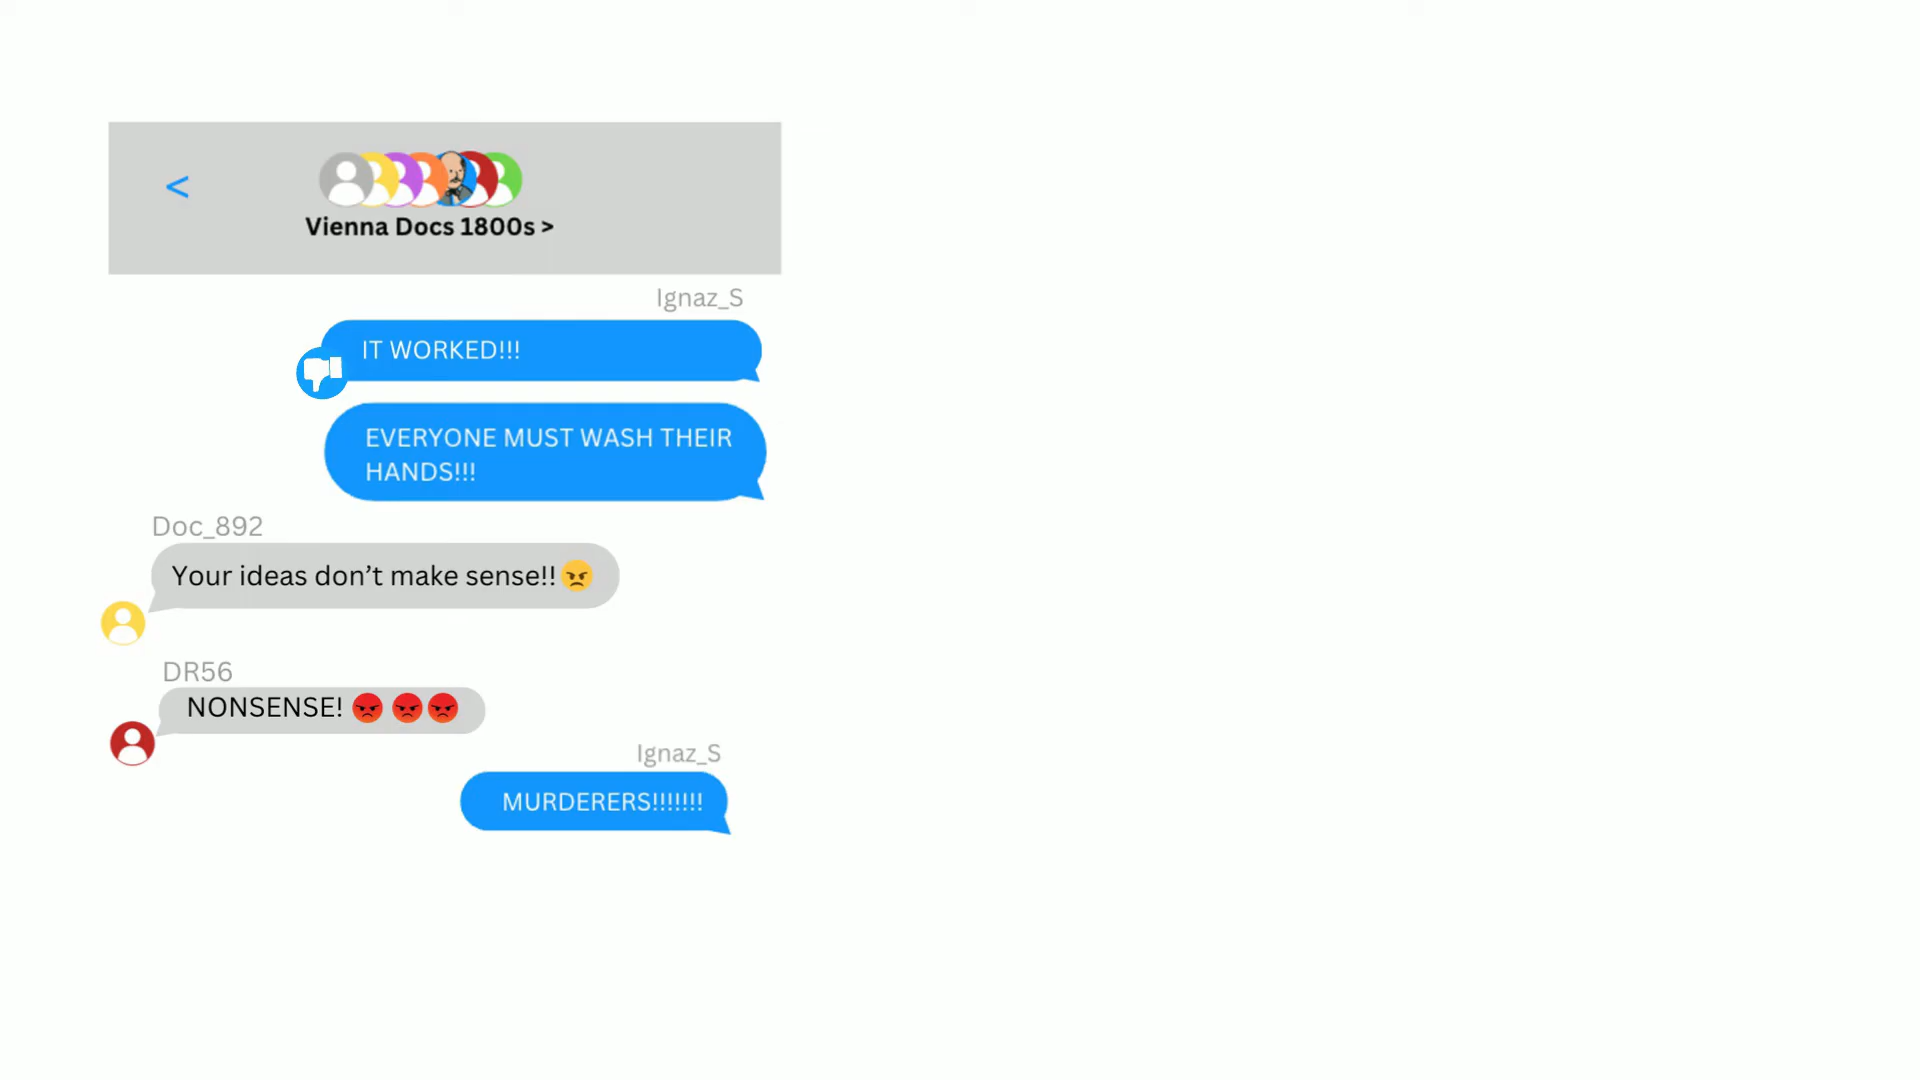 <
Vienna Docs 1800s >
Ignaz_S
IT WORKED!!!
EVERYONE MUST WASH THEIR
HANDS!!!
Doc_892
Your ideas don’t make sense!!😠
DR56
NONSENSE! 😡 😡 😡
Ignaz_S
MURDERERS!!!!!!!